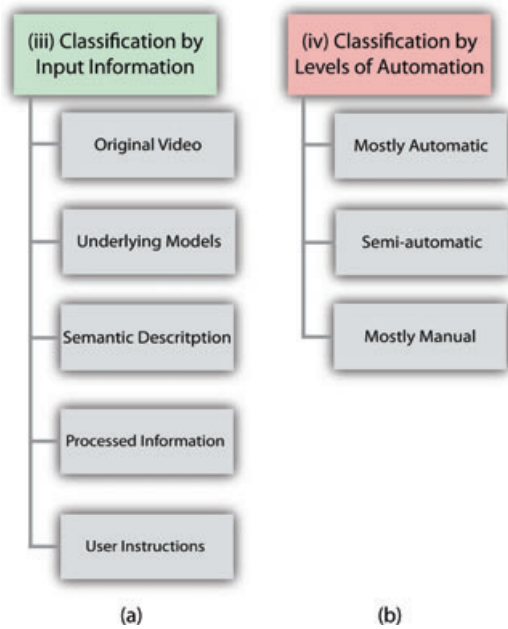 (iii) Classification by
Input Information
Original Video
Underlying Models
Semantic Descritption
Processed Information
User Instructions
(a)
(iv) Classification by
Levels of Automation
Mostly Automatic
Semi-automatic
Mostly Manual
(b)